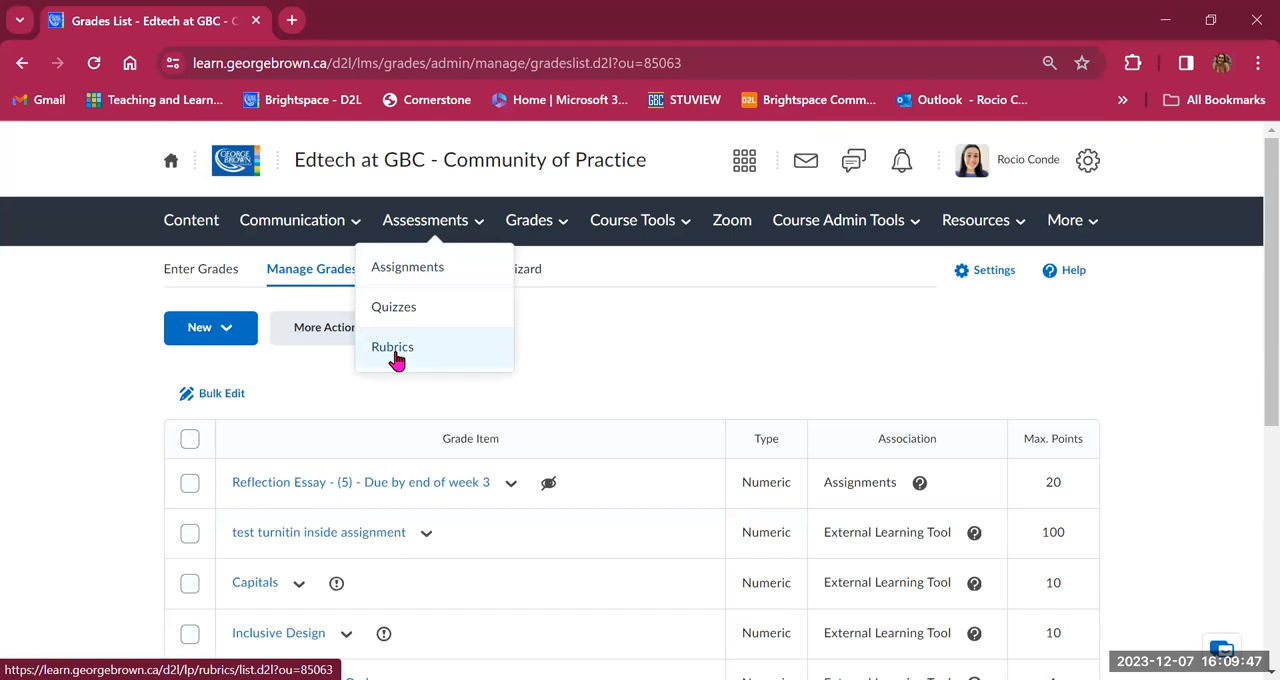 Grades List - Edtech at GBC - C
learn.georgebrown.ca/d2l/lms/grades/admin/manage/gradeslist.d2l?ou=85063
Gmail Teaching and Learn... Brightspace - D2L Cornerstone Home | Microsoft 3... GBC STUVIEW D2L Brightspace Comm... Outlook - Rocio C... » All Bookmarks
GEORGE BROWN Edtech at GBC - Community of Practice Rocio Conde
Content Communication Assessments Grades Course Tools Zoom Course Admin Tools Resources More
Enter Grades Manage Grades izard Settings Help
Assignments
Quizzes
Rubrics
New More Action
Bulk Edit
Grade Item Type Association Max. Points
Reflection Essay - (5) - Due by end of week 3 Numeric Assignments 20
test turnitin inside assignment Numeric External Learning Tool 100
Capitals Numeric External Learning Tool 10
Inclusive Design Numeric External Learning Tool 10
https://learn.georgebrown.ca/d2l/lp/rubrics/list.d2l?ou=85063
2023-12-07 16:09:47